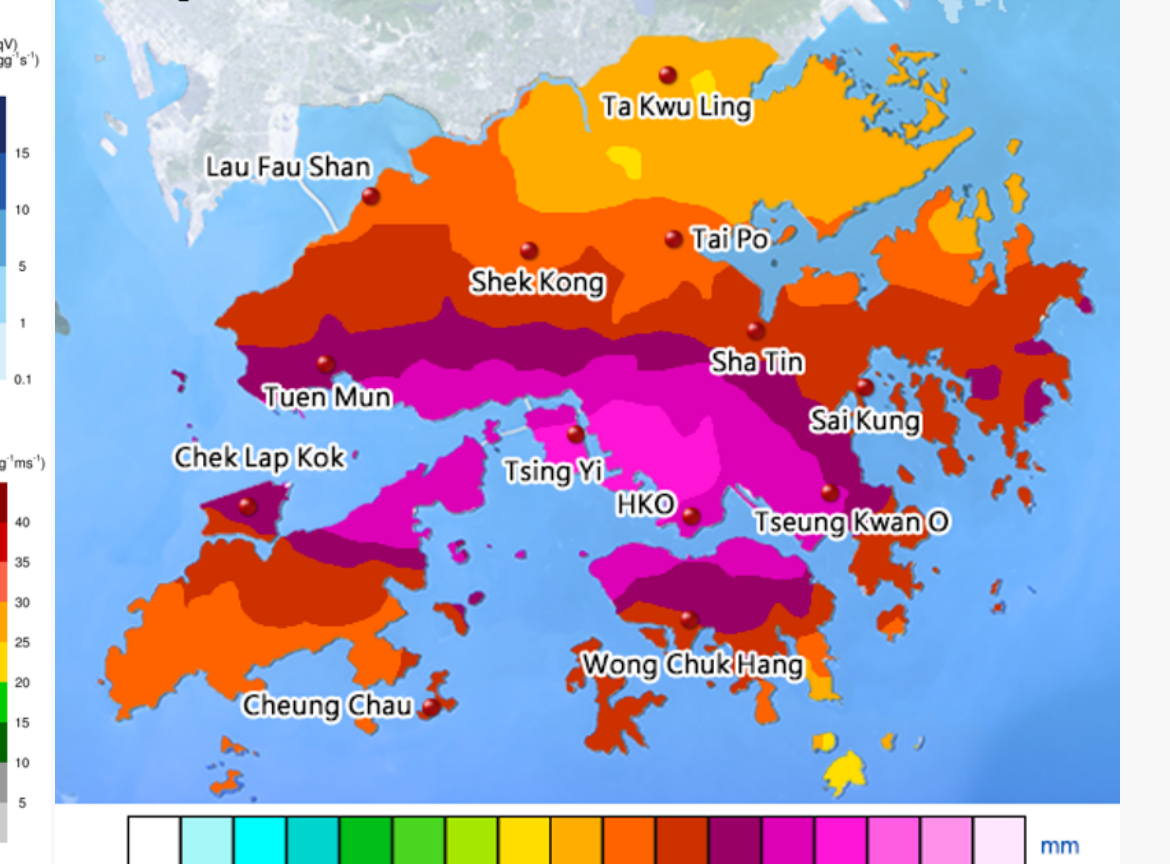 qV)
gg⁻¹s⁻¹)
15
10
5
1
0.1
g⁻¹ms⁻¹)
40
35
30
25
20
15
10
5
Ta Kwu Ling
Lau Fau Shan
Tai Po
Shek Kong
Sha Tin
Tuen Mun
Sai Kung
Chek Lap Kok
Tsing Yi
HKO
Tseung Kwan O
Wong Chuk Hang
Cheung Chau
mm